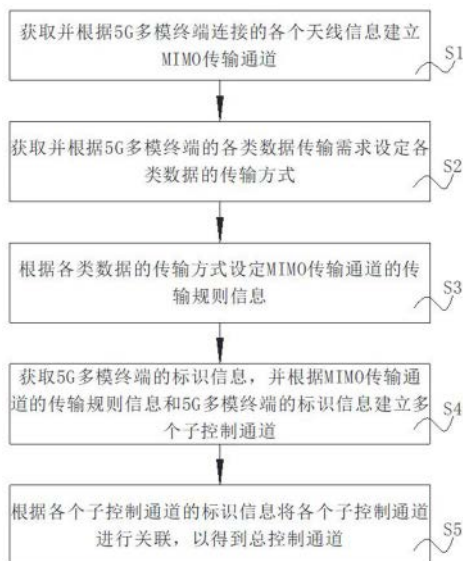 获取并根据5G多模终端连接的各个天线信息建立
MIMO传输通道
S1
获取并根据5G多模终端的各类数据传输需求设定各
类数据的传输方式
S2
根据各类数据的传输方式设定MIMO传输通道的传
输规则信息
S3
获取5G多模终端的标识信息，并根据MIMO传输通
道的传输规则信息和5G多模终端的标识信息建立多
个子控制通道
S4
根据各个子控制通道的标识信息将各个子控制通道
进行关联，以得到总控制通道
S5